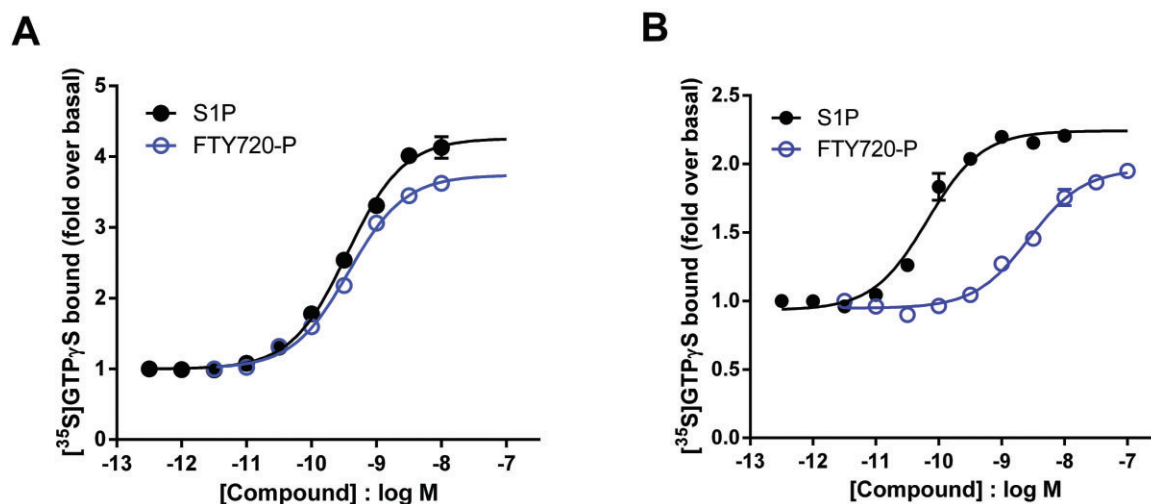 A
[³⁵S]GTPγS bound (fold over basal)
5
4
3
2
1
0
S1P
FTY720-P
-13 -12 -11 -10 -9 -8 -7
[Compound] : log M
B
[³⁵S]GTPγS bound (fold over basal)
2.5
2.0
1.5
1.0
0.5
0.0
S1P
FTY720-P
-13 -12 -11 -10 -9 -8 -7
[Compound] : log M